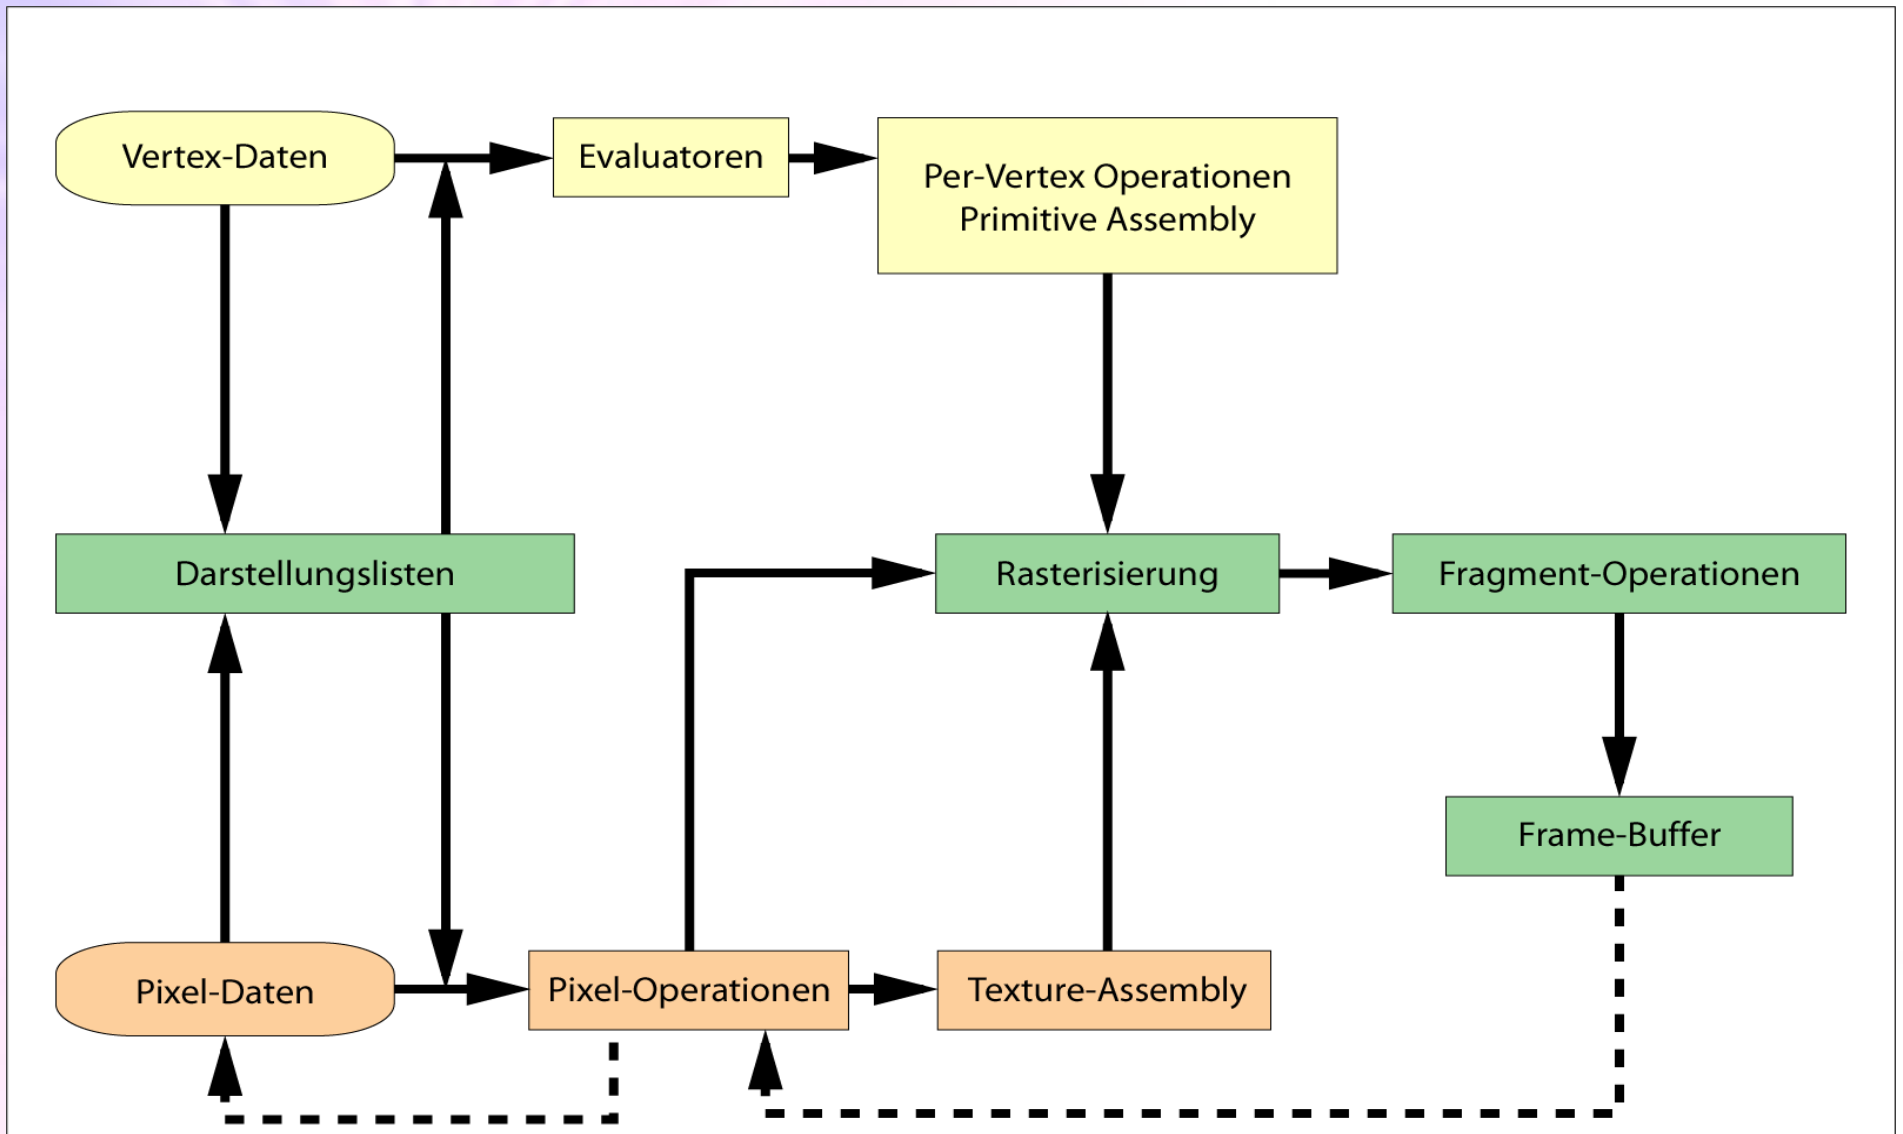 Vertex-Daten
Evaluatoren
Per-Vertex Operationen
Primitive Assembly
Darstellungslisten
Rasterisierung
Fragment-Operationen
Frame-Buffer
Pixel-Daten
Pixel-Operationen
Texture-Assembly